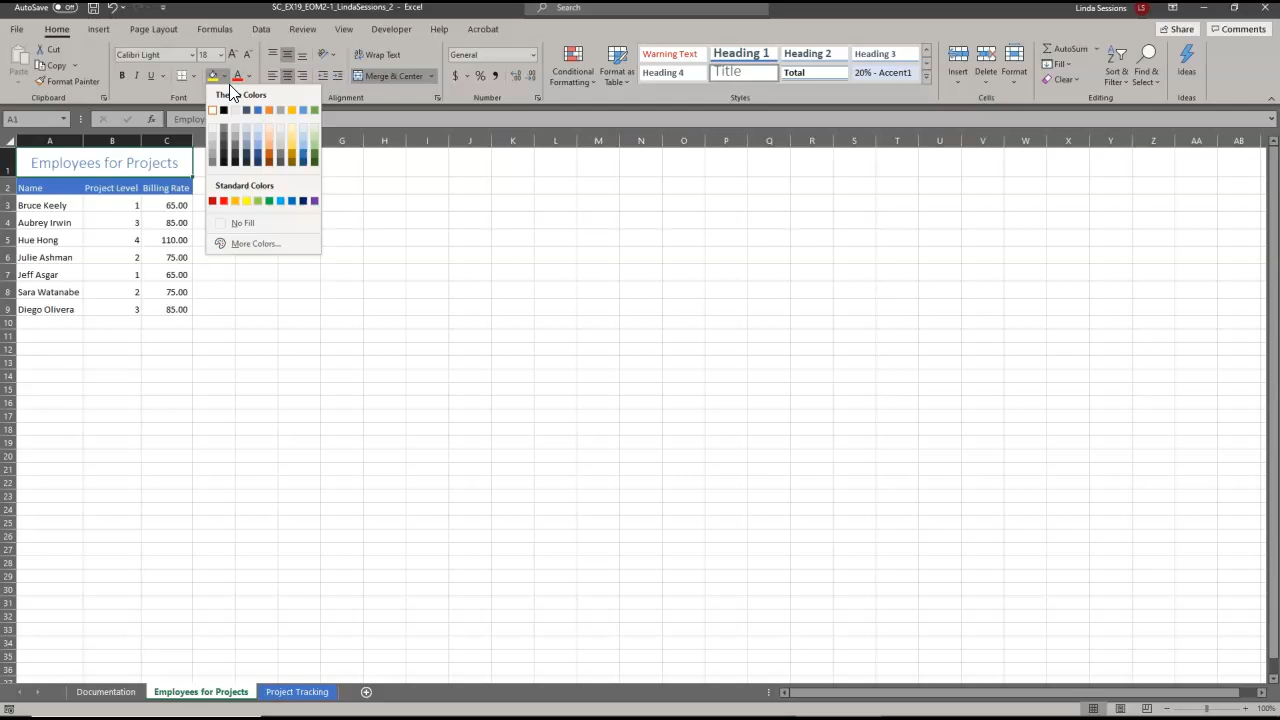 AutoSave Off SC_EX19_EOM2-1_LindaSessions_2 - Excel Search Linda Sessions LS
File Home Insert Page Layout Formulas Data Review View Developer Help Acrobat Share Comments
Paste Cut Copy Format Painter
Calibri Light 18
B I U
Wrap Text
Merge & Center
General
$ %
Conditional Formatting
Format as Table
Warning Text Heading 1 Heading 2 Heading 3
Heading 4 Title Total 20% - Accent1
Insert Delete Format
AutoSum
Fill
Clear
Sort & Filter
Find & Select
Ideas
Clipboard Font Alignment Number Styles Cells Editing Ideas
A1 fx
A B C G H I J K L M N O P Q R S T U V W X Y Z AA AB
Colors
Standard Colors
No Fill
More Colors...
1 Employees for Projects
2 Name Project Level Billing Rate
3 Bruce Keely 1 65.00
4 Aubrey Irwin 3 85.00
5 Hue Hong 4 110.00
6 Julie Ashman 2 75.00
7 Jeff Asgar 1 65.00
8 Sara Watanabe 2 75.00
9 Diego Olivera 3 85.00
10
11
12
13
14
15
16
17
18
19
20
21
22
23
24
25
26
27
28
29
30
31
32
33
34
35
36
Documentation Employees for Projects Project Tracking
100%